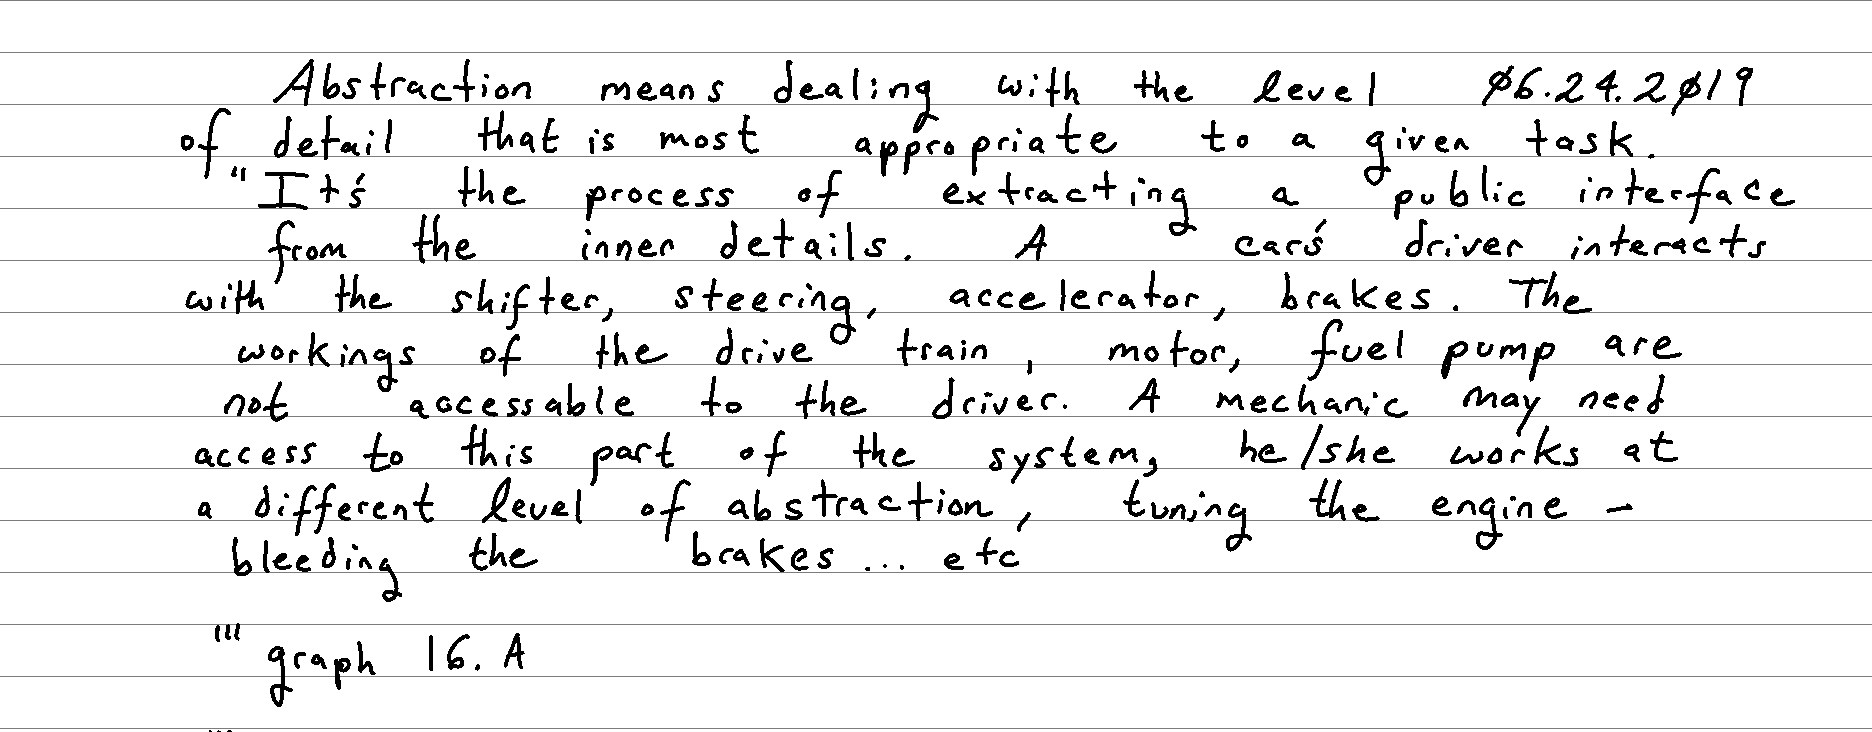 Abstraction means dealing with the level 06.24.2019
of detail that is most appropriate to a given task.
" It's the process of extracting a public interface
from the inner details. A car's driver interacts
with the shifter, steering, accelerator, brakes. The
workings of the drive train, motor, fuel pump are
not accessable to the driver. A mechanic may need
access to this part of the system, he/she works at
a different level of abstraction, tuning the engine -
bleeding the brakes... etc
''' graph 16. A